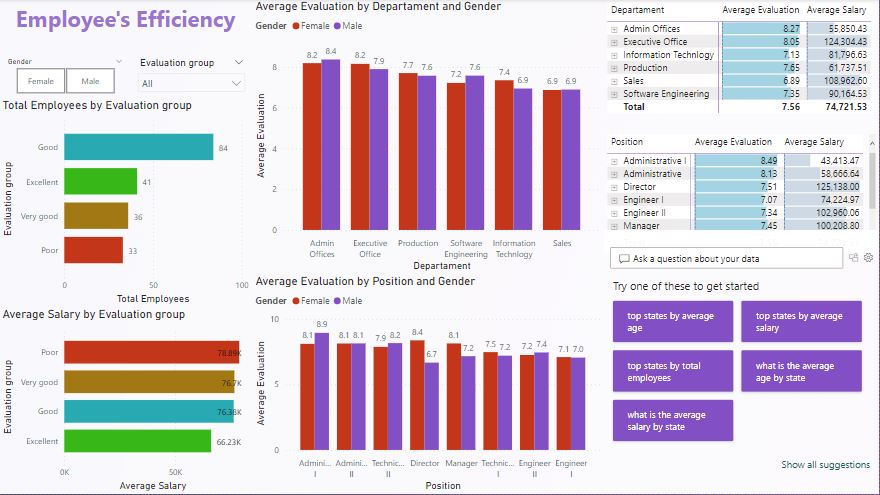 Employee's Efficiency
Gender
Female Male
Evaluation group
All
Total Employees by Evaluation group
Evaluation group
Good 84
Excellent 41
Very good 36
Poor 33
0 50 100
Total Employees
Average Salary by Evaluation group
Evaluation group
Poor 78.89K
Very good 76.7K
Good 76.38K
Excellent 66.23K
0K 50K
Average Salary
Average Evaluation by Departament and Gender
Gender Female Male
Average Evaluation
8
6
4
2
0
8.2 8.4 8.2 7.9 7.7 7.6 7.2 7.6 7.4 6.9 6.9 6.9
Admin Offices
Executive Office
Production
Software Engineering
Information Technlogy
Sales
Departament
Average Evaluation by Position and Gender
Gender Female Male
Average Evaluation
10
5
0
8.1 8.9 8.1 8.1 7.9 8.2 8.4 6.7 8.1 7.2 7.5 7.2 7.2 7.4 7.1 7.0
Admini... I
Admini... II
Technic... II
Director
Manager
Technic... I
Engineer II
Engineer I
Position
Departament Average Evaluation Average Salary
Admin Offices 8.27 55,850.43
Executive Office 8.05 124,304.43
Information Technlogy 7.13 81,796.63
Production 7.65 61,737.51
Sales 6.89 108,962.60
Software Engineering 7.35 90,164.53
Total 7.56 74,721.53
Position Average Evaluation Average Salary
Administrative I 8.49 43,413.47
Administrative 8.13 58,666.64
Director 7.51 125,138.00
Engineer I 7.07 74,224.97
Engineer II 7.34 102,960.06
Manager 7.45 100,208.80
Ask a question about your data
Try one of these to get started
top states by average age
top states by average salary
top states by total employees
what is the average age by state
what is the average salary by state
Show all suggestions